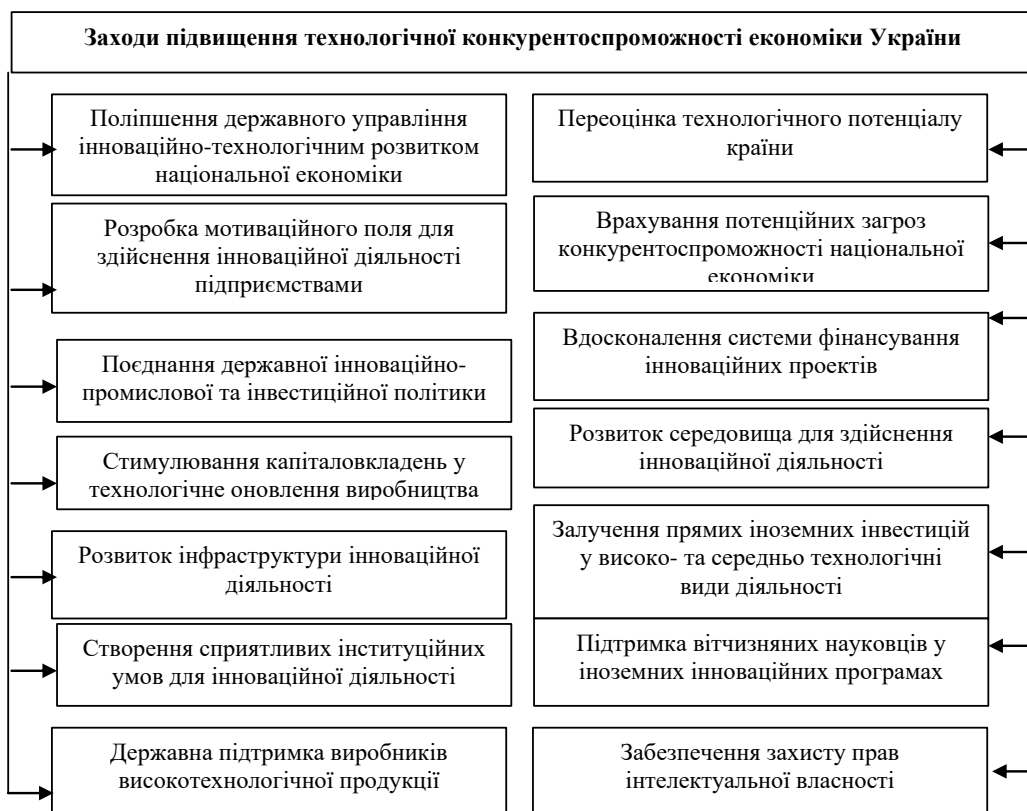 Заходи підвищення технологічної конкурентоспроможності економіки України
Поліпшення державного управління
інноваційно-технологічним розвитком
національної економіки
Розробка мотиваційного поля для
здійснення інноваційної діяльності
підприємствами
Поєднання державної інноваційно-
промислової та інвестиційної політики
Стимулювання капіталовкладень у
технологічне оновлення виробництва
Розвиток інфраструктури інноваційної
діяльності
Створення сприятливих інституційних
умов для інноваційної діяльності
Державна підтримка виробників
високотехнологічної продукції
Переоцінка технологічного потенціалу
країни
Врахування потенційних загроз
конкурентоспроможності національної
економіки
Вдосконалення системи фінансування
інноваційних проектів
Розвиток середовища для здійснення
інноваційної діяльності
Залучення прямих іноземних інвестицій
у високо- та середньо технологічні
види діяльності
Підтримка вітчизняних науковців у
іноземних інноваційних програмах
Забезпечення захисту прав
інтелектуальної власності